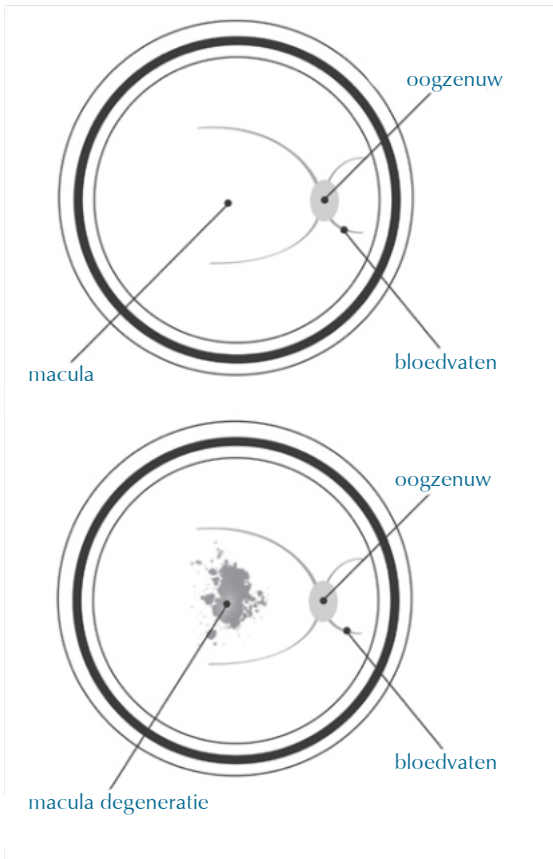 oogzenuw
bloedvaten
macula
oogzenuw
bloedvaten
macula degeneratie